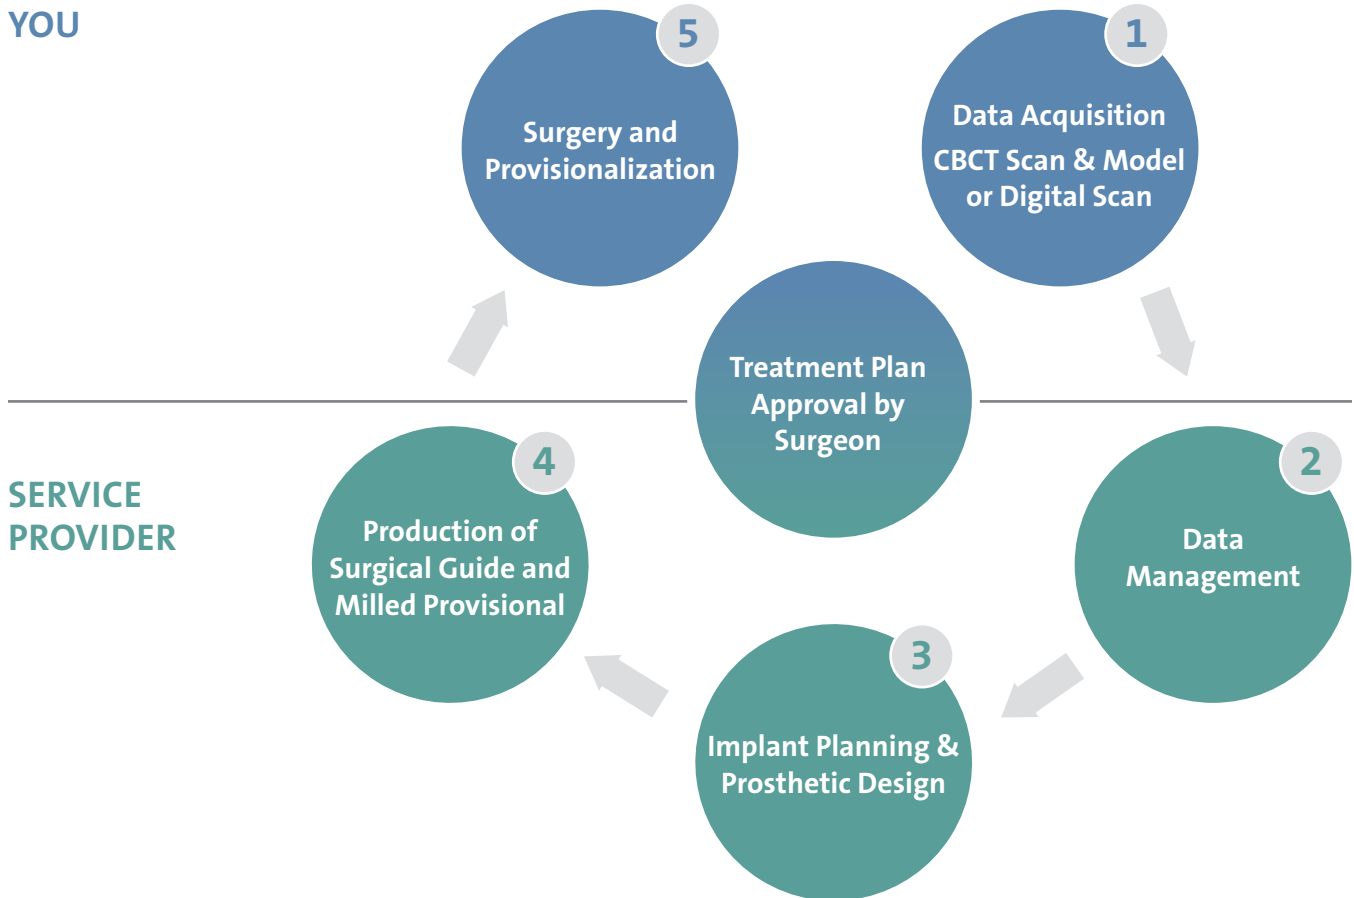 YOU
5
Surgery and
Provisionalization
1
Data Acquisition
CBCT Scan & Model
or Digital Scan
Treatment Plan
Approval by
Surgeon
SERVICE
PROVIDER
4
Production of
Surgical Guide and
Milled Provisional
2
Data
Management
3
Implant Planning &
Prosthetic Design